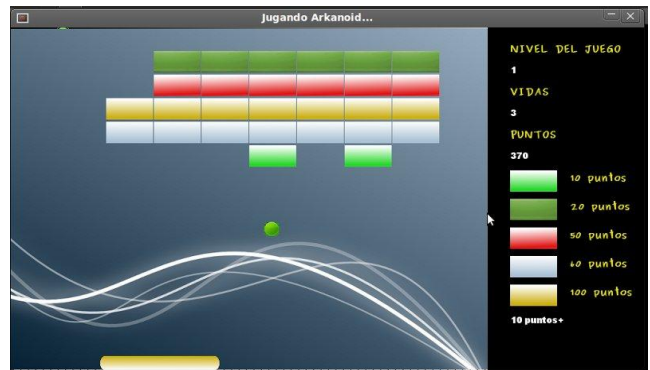 Jugando Arkanoid...
NIVEL DEL JUEGO
1
VIDAS
3
PUNTOS
370
10 puntos
20 puntos
50 puntos
60 puntos
100 puntos
10 puntos+